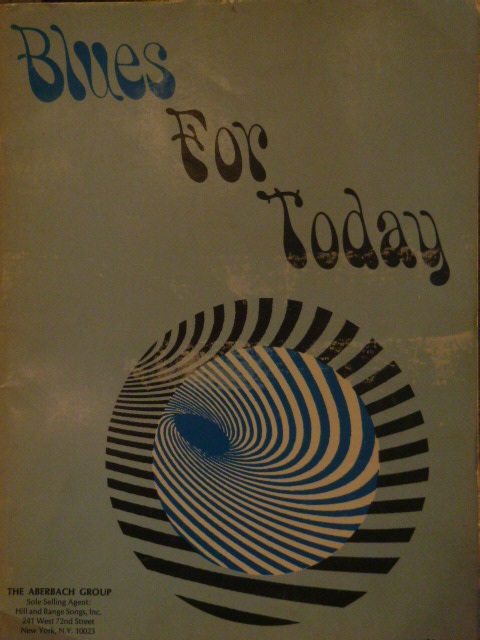 Blues
For
Today
THE ABERBACH GROUP
Sole Selling Agent:
Hill and Range Songs, Inc.
241 West 72nd Street
New York, N.Y. 10023